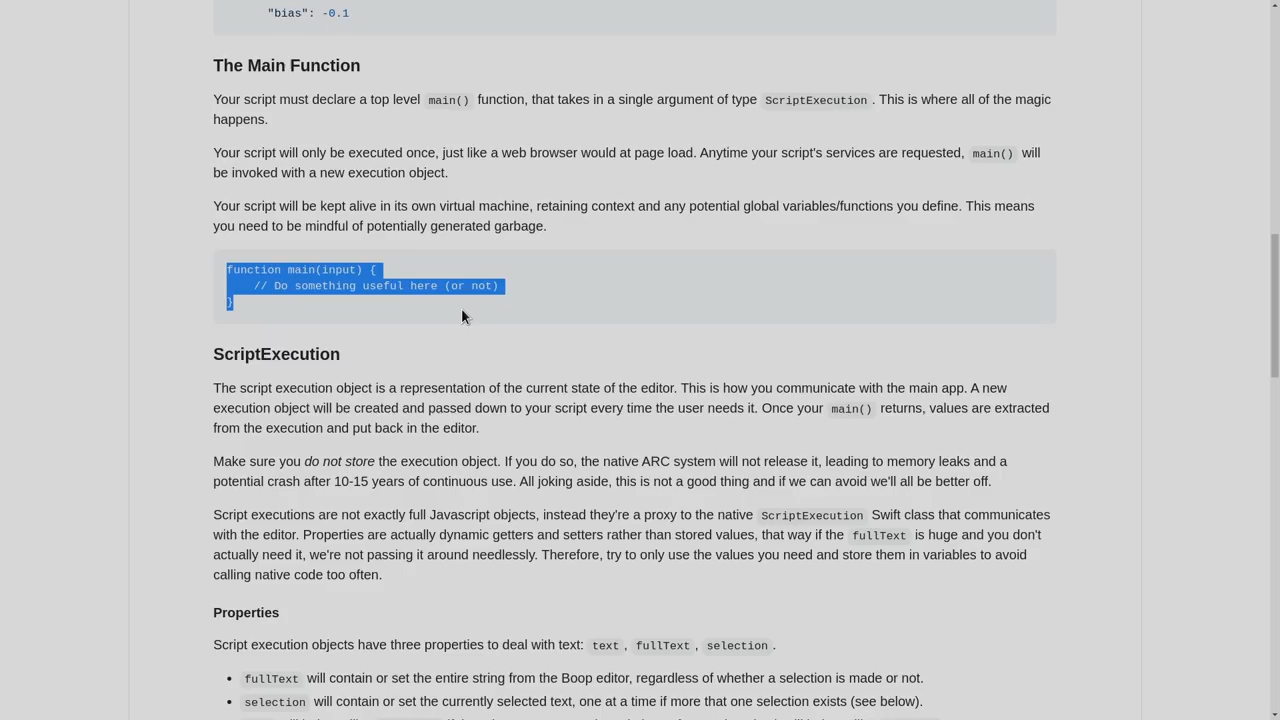 "bias": -0.1
The Main Function
Your script must declare a top level main() function, that takes in a single argument of type ScriptExecution. This is where all of the magic
happens.
Your script will only be executed once, just like a web browser would at page load. Anytime your script's services are requested, main() will
be invoked with a new execution object.
Your script will be kept alive in its own virtual machine, retaining context and any potential global variables/functions you define. This means
you need to be mindful of potentially generated garbage.
function main(input) {
    // Do something useful here (or not)
}
ScriptExecution
The script execution object is a representation of the current state of the editor. This is how you communicate with the main app. A new
execution object will be created and passed down to your script every time the user needs it. Once your main() returns, values are extracted
from the execution and put back in the editor.
Make sure you do not store the execution object. If you do so, the native ARC system will not release it, leading to memory leaks and a
potential crash after 10-15 years of continuous use. All joking aside, this is not a good thing and if we can avoid we'll all be better off.
Script executions are not exactly full Javascript objects, instead they're a proxy to the native ScriptExecution Swift class that communicates
with the editor. Properties are actually dynamic getters and setters rather than stored values, that way if the fullText is huge and you don't
actually need it, we're not passing it around needlessly. Therefore, try to only use the values you need and store them in variables to avoid
calling native code too often.
Properties
Script execution objects have three properties to deal with text: text, fullText, selection.
• fullText will contain or set the entire string from the Boop editor, regardless of whether a selection is made or not.
• selection will contain or set the currently selected text, one at a time if more that one selection exists (see below).